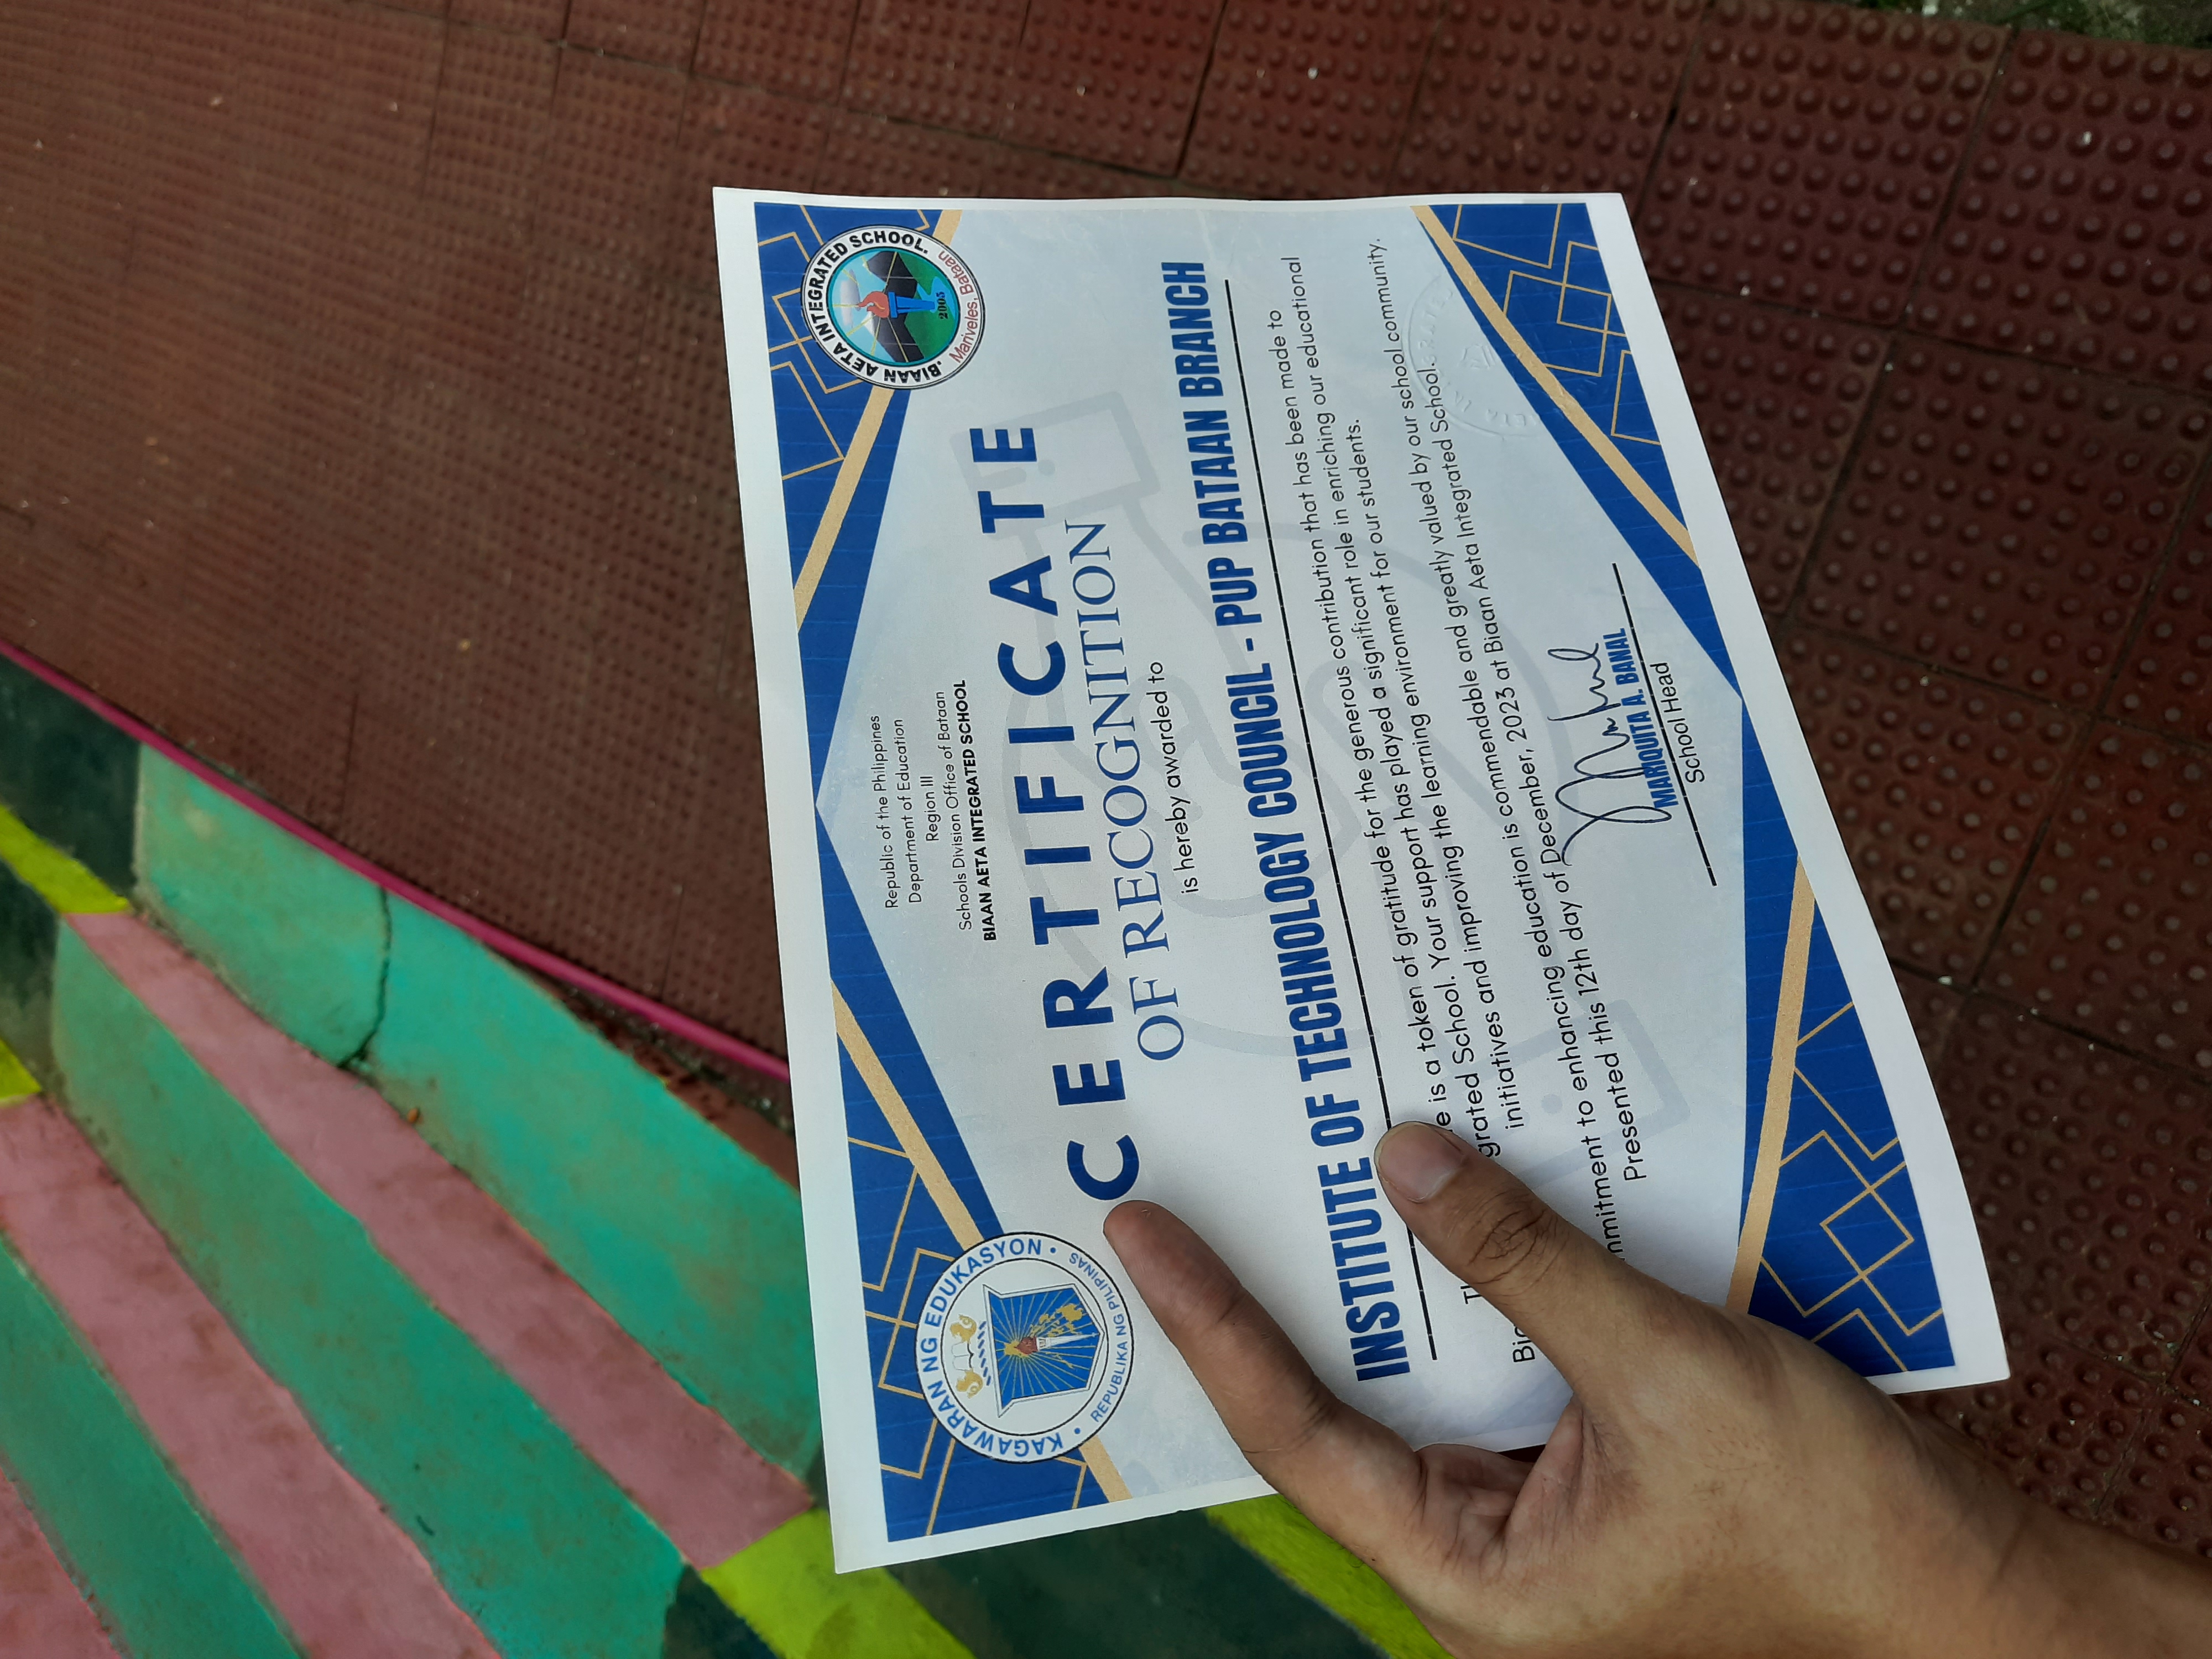 Republic of the Philippines
Department of Education
Region III
Schools Division Office of Bataan
BIAAN AETA INTEGRATED SCHOOL
KAGAWARAN NG EDUKASYON
REPUBLIKA NG PILIPINAS
BIAAN AETA INTEGRATED SCHOOL
2005
Mariveles, Bataan
CERTIFICATE
OF RECOGNITION
is hereby awarded to
INSTITUTE OF TECHNOLOGY COUNCIL - PUP BATAAN BRANCH
is a token of gratitude for the generous contribution that has been made to
School. Your support has played a significant role in enriching our educational
initiatives and improving the learning environment for our students.
to enhancing education is commendable and greatly valued by our school community.
Presented this 12th day of December, 2023 at Biaan Aeta Integrated School.
MARIQUITA A. BANAL
School Head